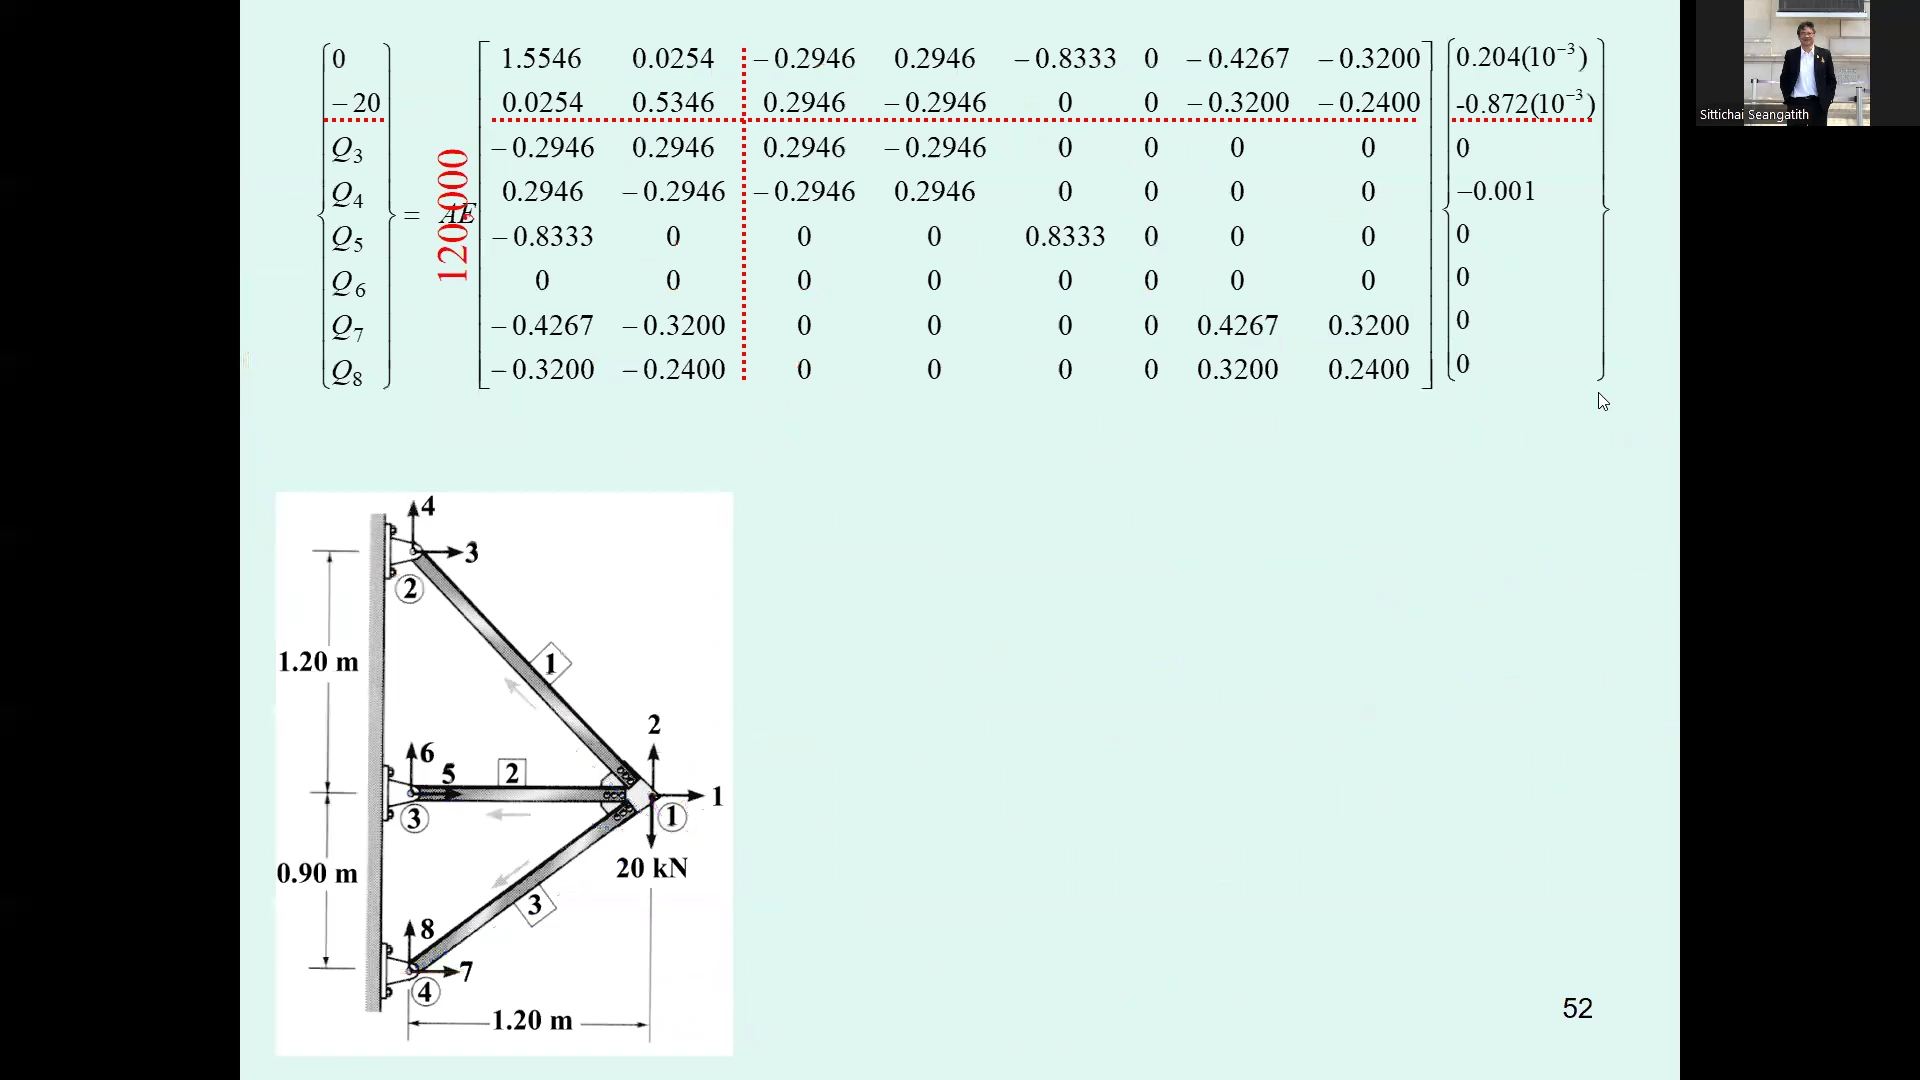 0 1.5546 0.0254 −0.2946 0.2946 −0.8333 0 −0.4267 −0.3200 0.204(10⁻³)
−20 0.0254 0.5346 0.2946 −0.2946 0 0 −0.3200 −0.2400 -0.872(10⁻³)
Q₃ −0.2946 0.2946 0.2946 −0.2946 0 0 0 0 0
Q₄ 0.2946 −0.2946 −0.2946 0.2946 0 0 0 0 −0.001
= AE
120,000
Q₅ −0.8333 0 0 0 0.8333 0 0 0 0
Q₆ 0 0 0 0 0 0 0 0 0
Q₇ −0.4267 −0.3200 0 0 0 0 0.4267 0.3200 0
Q₈ −0.3200 −0.2400 0 0 0 0 0.3200 0.2400 0
Sittichai Seangatith
4
3
2
1.20 m
1
2
6
5
2
1
3
1
20 kN
0.90 m
3
8
7
4
1.20 m
52